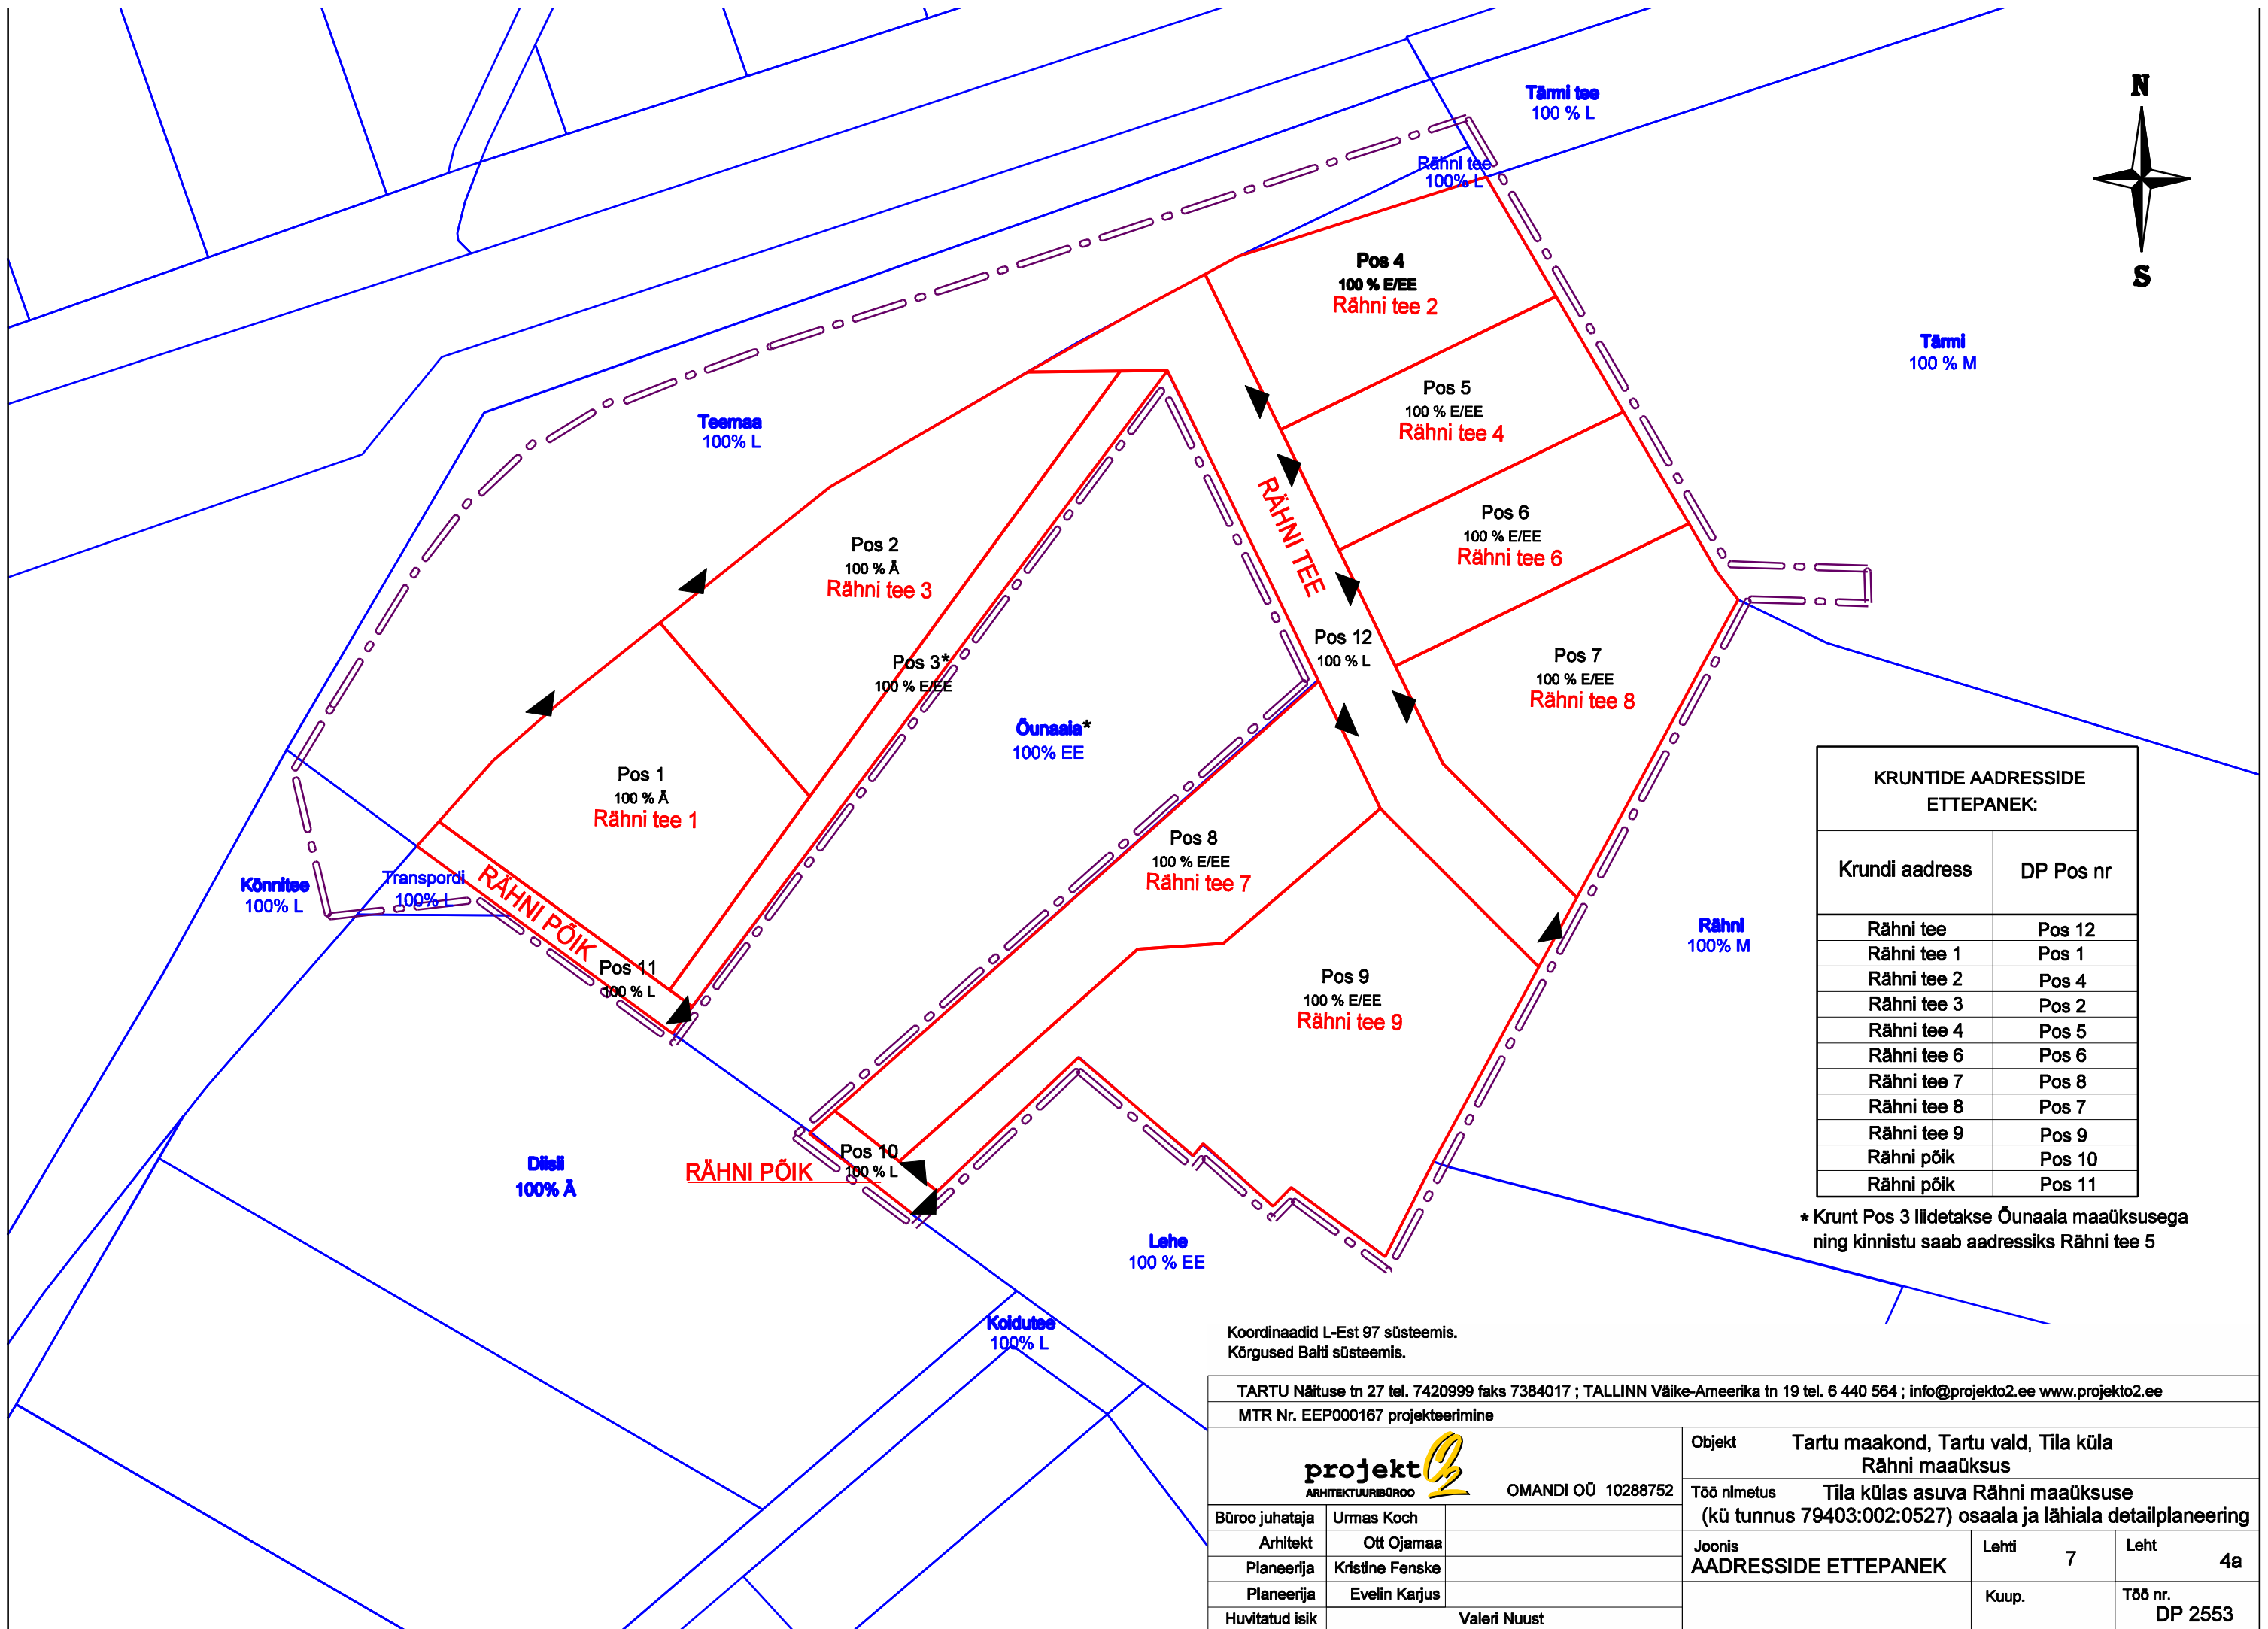 N
S
Tärmi tee
100 % L
Rähni tee
100% L
Tärmi
100 % M
Pos 4
100 % E/EE
Rähni tee 2
Pos 5
100 % E/EE
Rähni tee 4
Teemaa
100% L
Pos 6
100 % E/EE
Rähni tee 6
RÄHNI TEE
Pos 2
100 % Ä
Rähni tee 3
Pos 12
100 % L
Pos 3*
100 % E/EE
Pos 7
100 % E/EE
Rähni tee 8
Õunaaia*
100% EE
Pos 1
100 % Ä
Rähni tee 1
Pos 8
100 % E/EE
Rähni tee 7
Könnitee
100% L
Transpordi
100% L
RÄHNI PÕIK
Pos 11
100 % L
Rähni
100% M
Pos 9
100 % E/EE
Rähni tee 9
Pos 10
100 % L
RÄHNI PÕIK
Diisli
100% Ä
Lehe
100 % EE
Koidutee
100% L
KRUNTIDE AADRESSIDE
ETTEPANEK:
Krundi aadress DP Pos nr
Rähni tee Pos 12
Rähni tee 1 Pos 1
Rähni tee 2 Pos 4
Rähni tee 3 Pos 2
Rähni tee 4 Pos 5
Rähni tee 6 Pos 6
Rähni tee 7 Pos 8
Rähni tee 8 Pos 7
Rähni tee 9 Pos 9
Rähni põik Pos 10
Rähni põik Pos 11
* Krunt Pos 3 liidetakse Õunaaia maaüksusega
ning kinnistu saab aadressiks Rähni tee 5
Koordinaadid L-Est 97 süsteemis.
Kõrgused Balti süsteemis.
TARTU Näituse tn 27 tel. 7420999 faks 7384017 ; TALLINN Väike-Ameerika tn 19 tel. 6 440 564 ; info@projekto2.ee www.projekto2.ee
MTR Nr. EEP000167 projekteerimine
projekt O2
ARHITEKTUURIBÜROO
OMANDI OÜ 10288752
Objekt Tartu maakond, Tartu vald, Tila küla
Rähni maaüksus
Töö nimetus Tila külas asuva Rähni maaüksuse
(kü tunnus 79403:002:0527) osaala ja lähiala detailplaneering
Büroo juhataja Urmas Koch
Arhitekt Ott Ojamaa
Planeerija Kristine Fenske
Planeerija Evelin Karjus
Huvitatud isik Valeri Nuust
Joonis
AADRESSIDE ETTEPANEK
Lehti 7
Leht 4a
Kuup.
Töö nr.
DP 2553